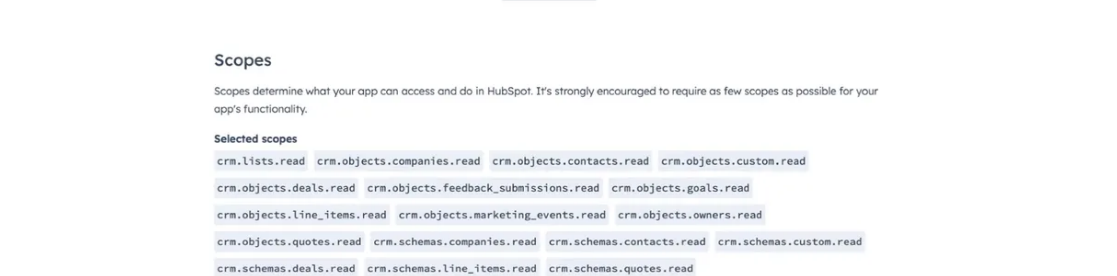 Scopes
Scopes determine what your app can access and do in HubSpot. It's strongly encouraged to require as few scopes as possible for your
app's functionality.
Selected scopes
crm.lists.read crm.objects.companies.read crm.objects.contacts.read crm.objects.custom.read
crm.objects.deals.read crm.objects.feedback_submissions.read crm.objects.goals.read
crm.objects.line_items.read crm.objects.marketing_events.read crm.objects.owners.read
crm.objects.quotes.read crm.schemas.companies.read crm.schemas.contacts.read crm.schemas.custom.read
crm.schemas.deals.read crm.schemas.line_items.read crm.schemas.quotes.read